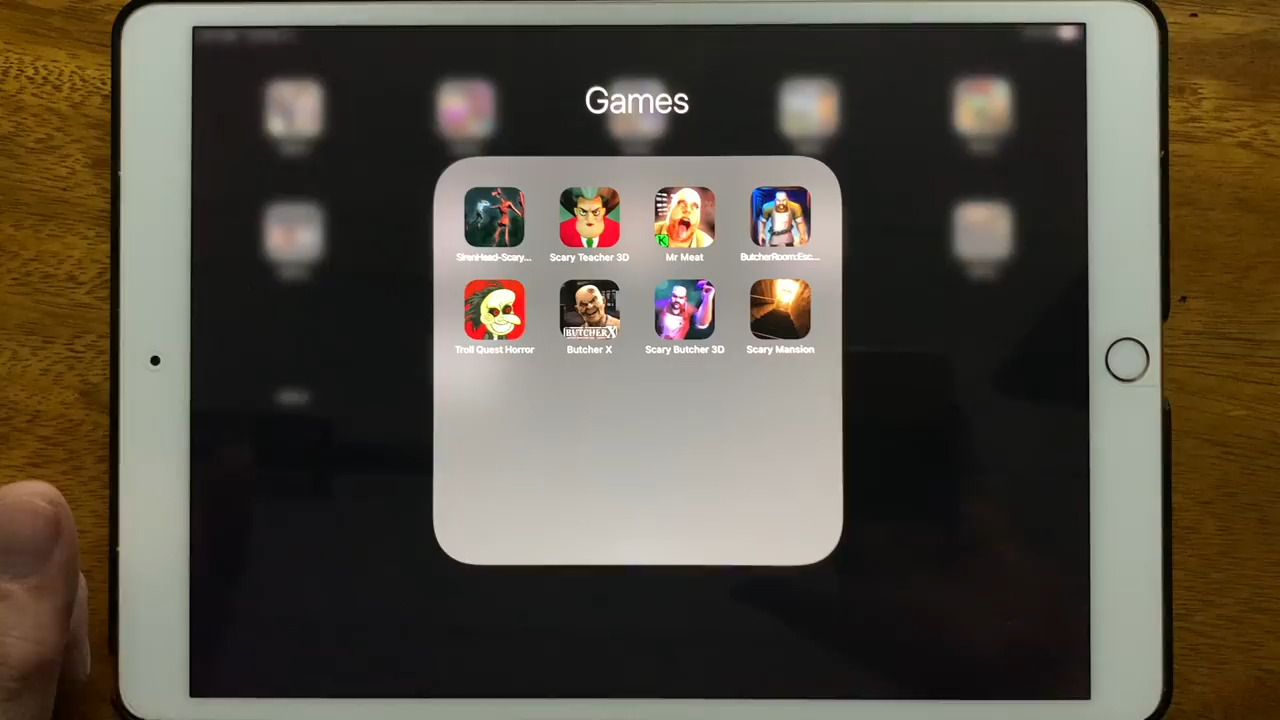 Games
SirenHead-Scary...
Scary Teacher 3D
Mr Meat
ButcherRoom:Esc...
K
Troll Quest Horror
Butcher X
Scary Butcher 3D
Scary Mansion
BUTCHER X